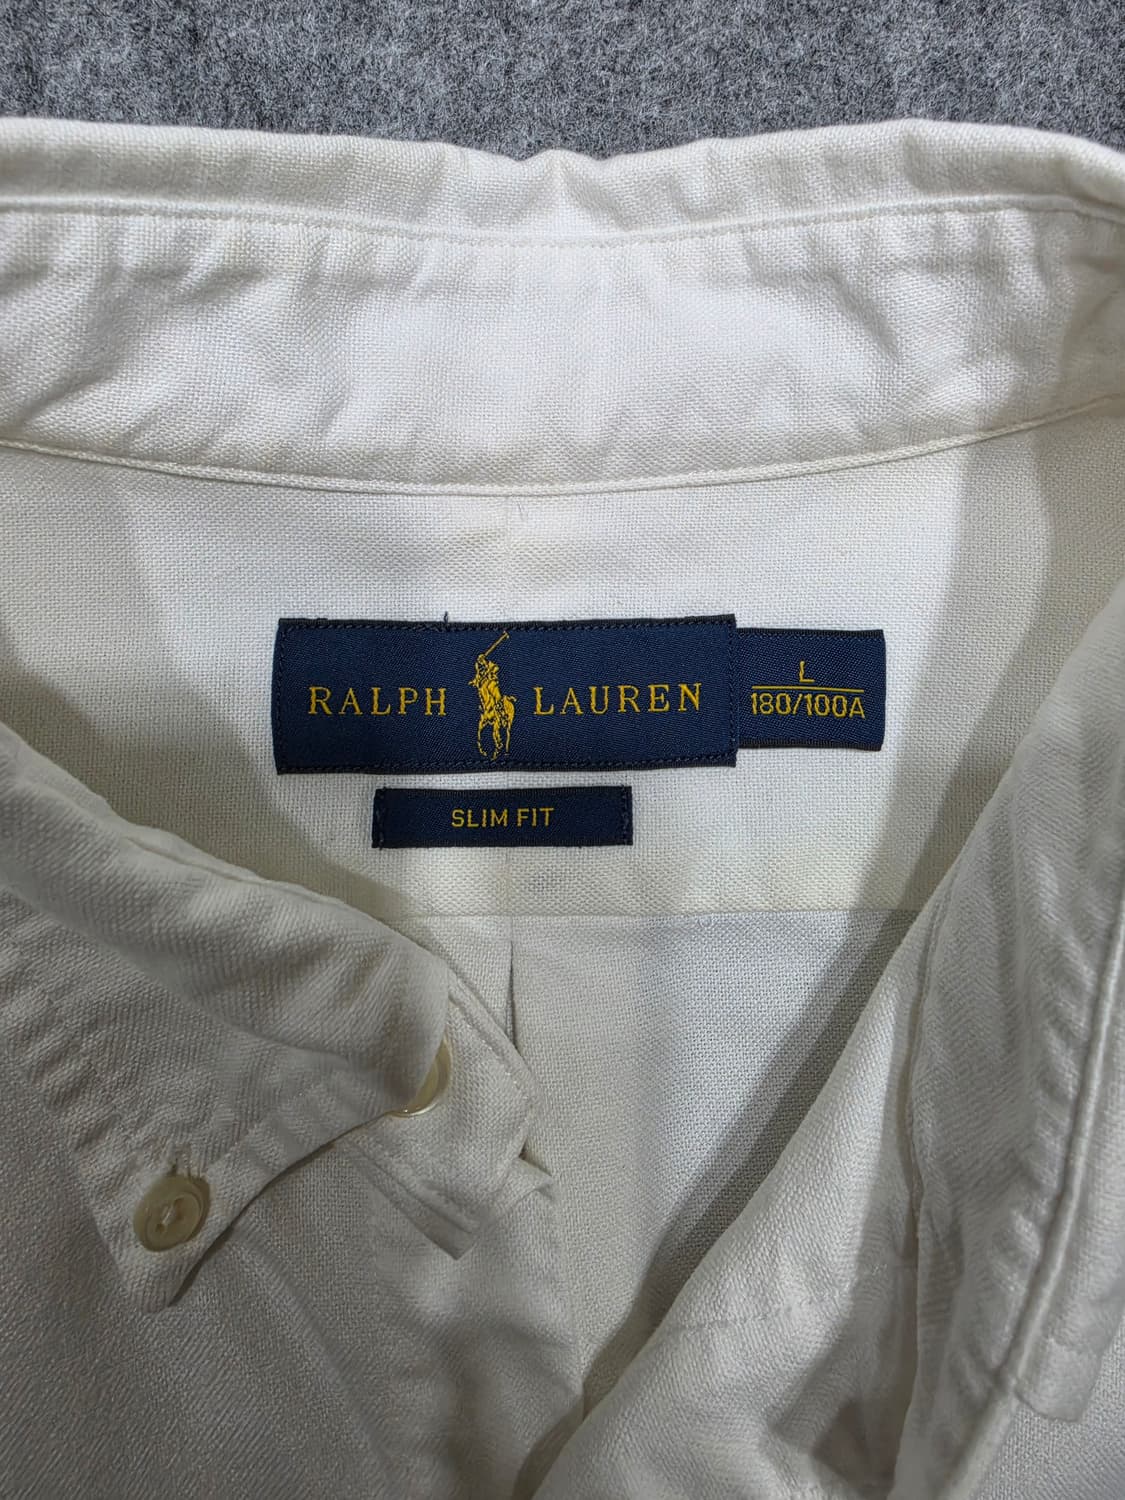 RALPH LAUREN
L
180/100A
SLIM FIT